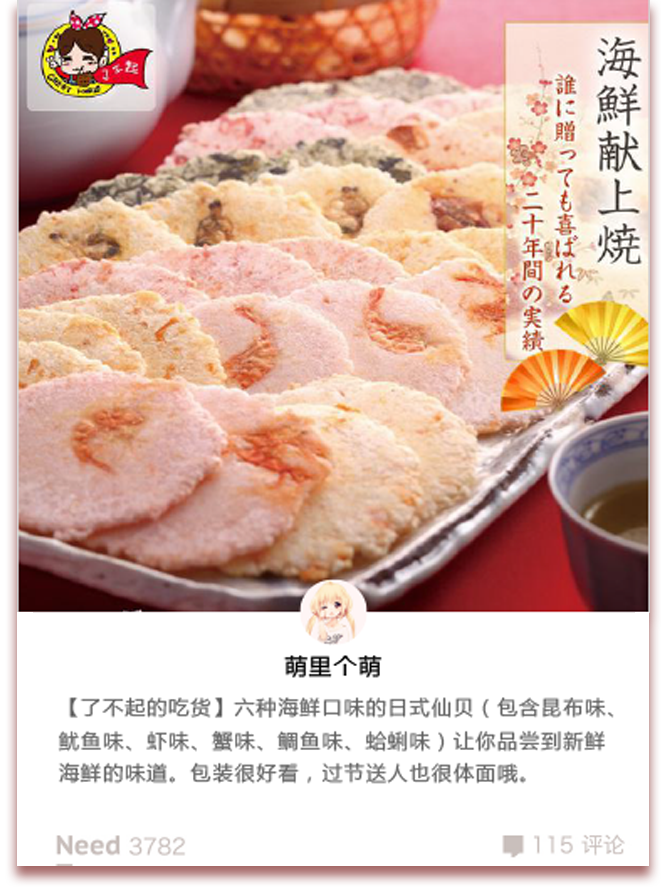 了不起
海鮮献上焼
誰に贈っても喜ばれる
二十年間の実績
萌里个萌
【了不起的吃货】六种海鲜口味的日式仙贝（包含昆布味、
鱿鱼味、虾味、蟹味、鲷鱼味、蛤蜊味）让你品尝到新鲜
海鲜的味道。包装很好看，过节送人也很体面哦。
Need 3782
115 评论